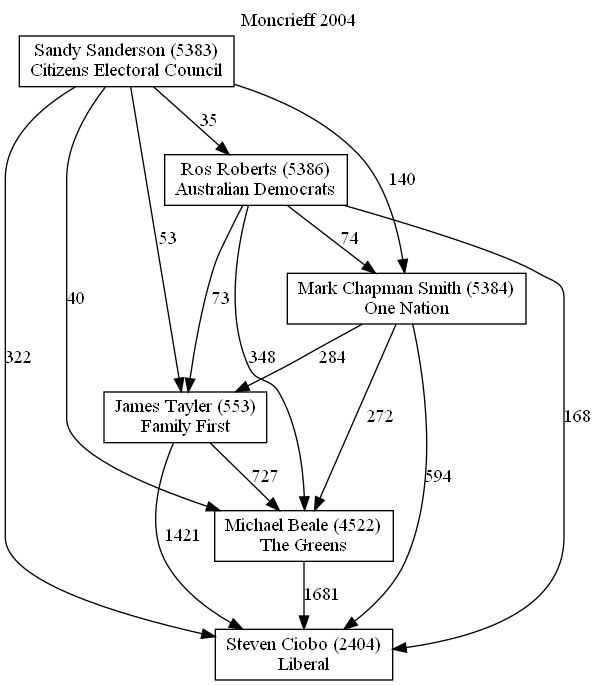 Moncrieff 2004
Sandy Sanderson (5383)
Citizens Electoral Council
35
Ros Roberts (5386)
Australian Democrats
140
53
74
Mark Chapman Smith (5384)
One Nation
40
73
322
348
284
168
James Tayler (553)
Family First
272
727
594
1421
Michael Beale (4522)
The Greens
1681
Steven Ciobo (2404)
Liberal